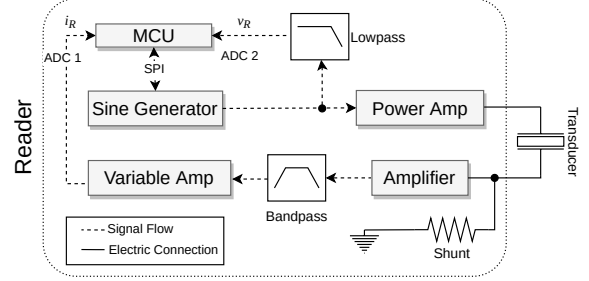 i_R
v_R
MCU
Lowpass
ADC 1
ADC 2
SPI
Sine Generator
Power Amp
Reader
Transducer
Variable Amp
Amplifier
Bandpass
Signal Flow
Electric Connection
Shunt